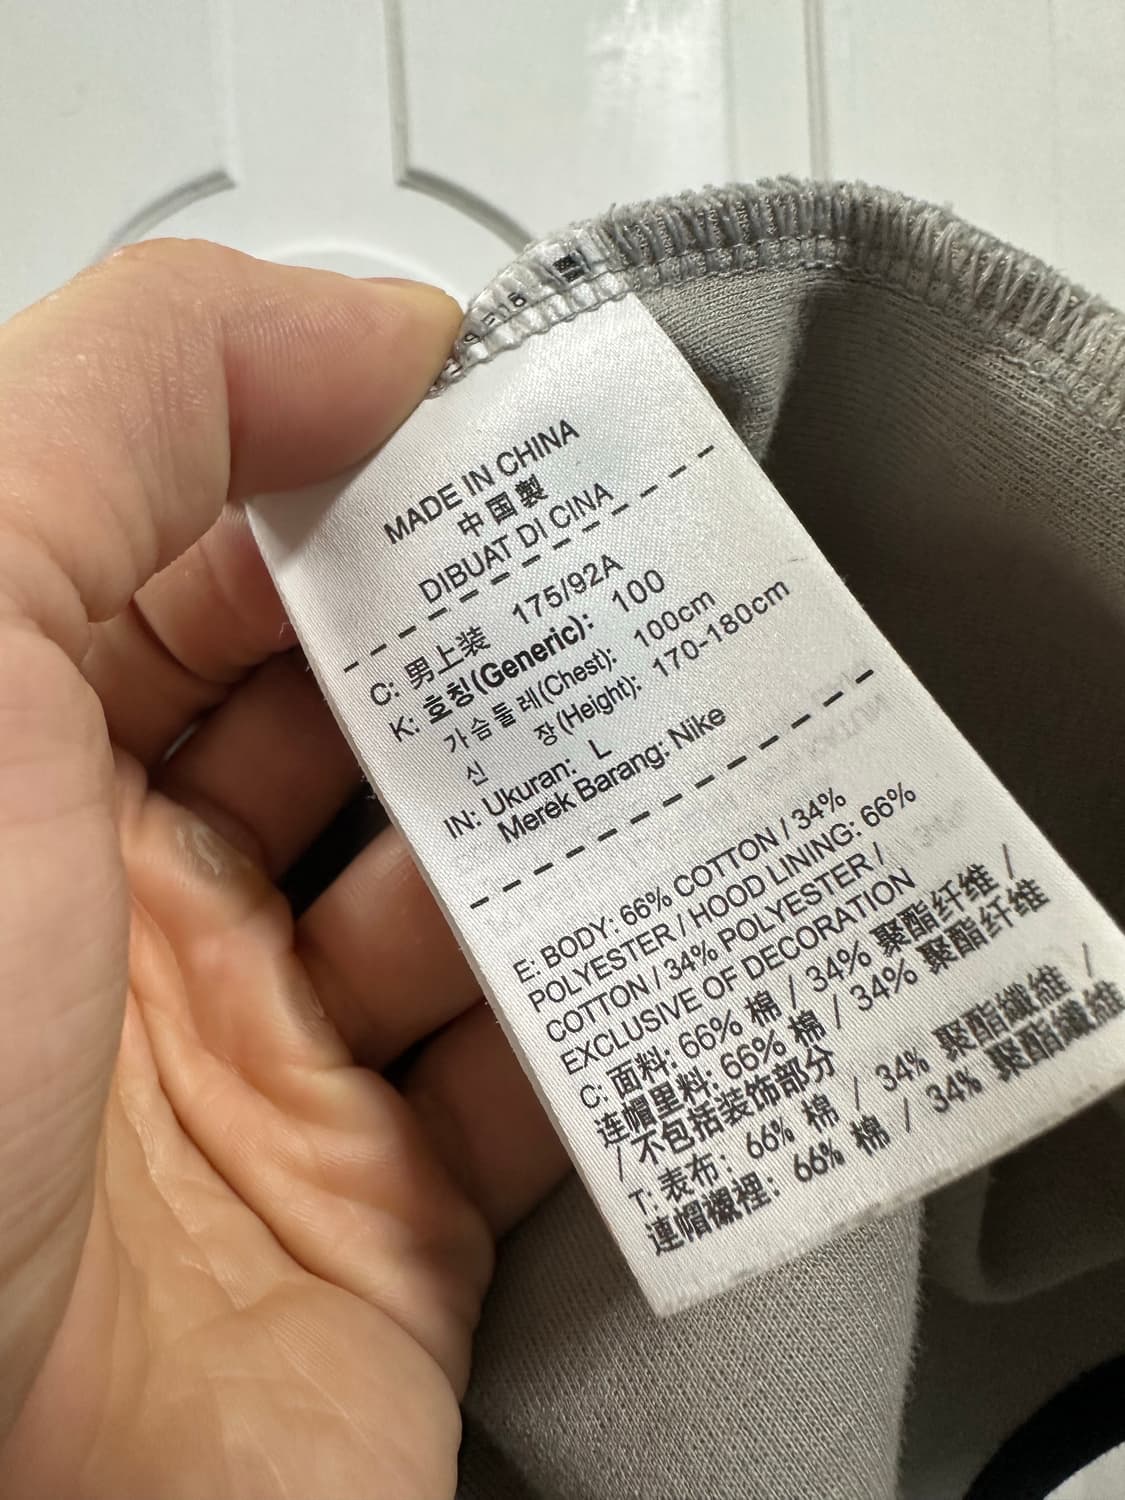 MADE IN CHINA
中国製
DIBUAT DI CINA
C: 男上装 175/92A
K: 호칭(Generic): 100
가슴둘레(Chest): 100cm
신 장(Height): 170-180cm
IN: Ukuran: L
Merek Barang: Nike
E: BODY: 66% COTTON / 34%
POLYESTER / HOOD LINING: 66%
COTTON / 34% POLYESTER /
EXCLUSIVE OF DECORATION
C: 面料: 66% 棉 / 34% 聚酯纤维 /
连帽里料: 66% 棉 / 34% 聚酯纤维
/ 不包括装饰部分
T: 表布: 66% 棉 / 34% 聚酯纖維 /
連帽襯裡: 66% 棉 / 34% 聚酯纖維